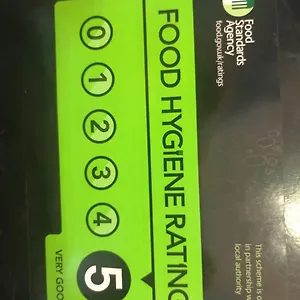 Food
Standards
Agency
food.gov.uk/ratings
FOOD HYGIENE RATING
0 1 2 3 4 5
VERY GOOD
This scheme is
in partnership
local authority